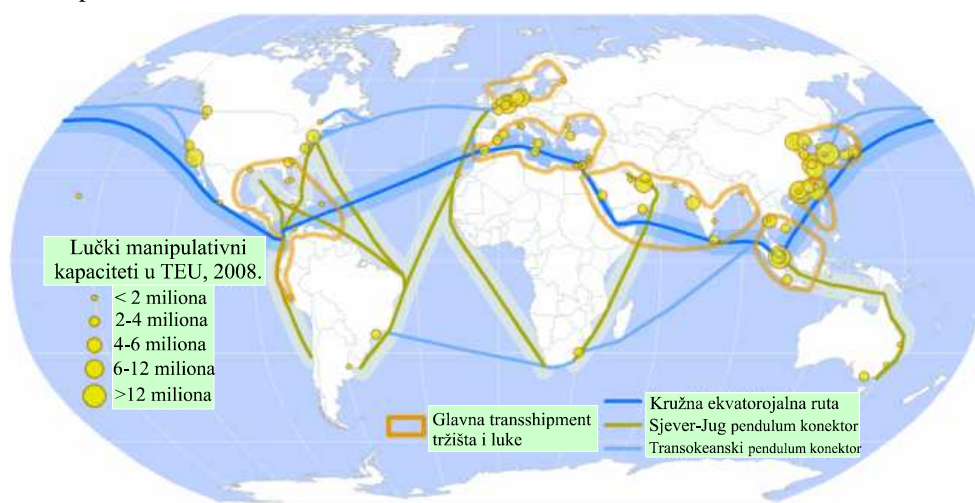 Lučki manipulativni
kapaciteti u TEU, 2008.
< 2 miliona
2-4 miliona
4-6 miliona
6-12 miliona
>12 miliona
Glavna transshipment
tržišta i luke
Kružna ekvatorojalna ruta
Sjever-Jug pendulum konektor
Transokeanski pendulum konektor